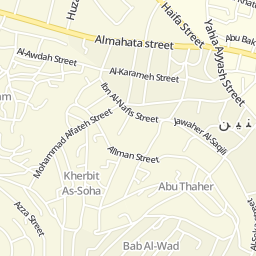 Haifa Street
Yahia Ayyash Street
Almahata street
Abu Bak
Al-Awdah Street
Al-Karameh Street
Ibn Al-Nafis Street
Mohammad Alfateh Street
Jawaher Al-Saqili
Allman Street
Kherbit
As-Soha
Abu Thaher
Azza Street
Bab Al-Wad